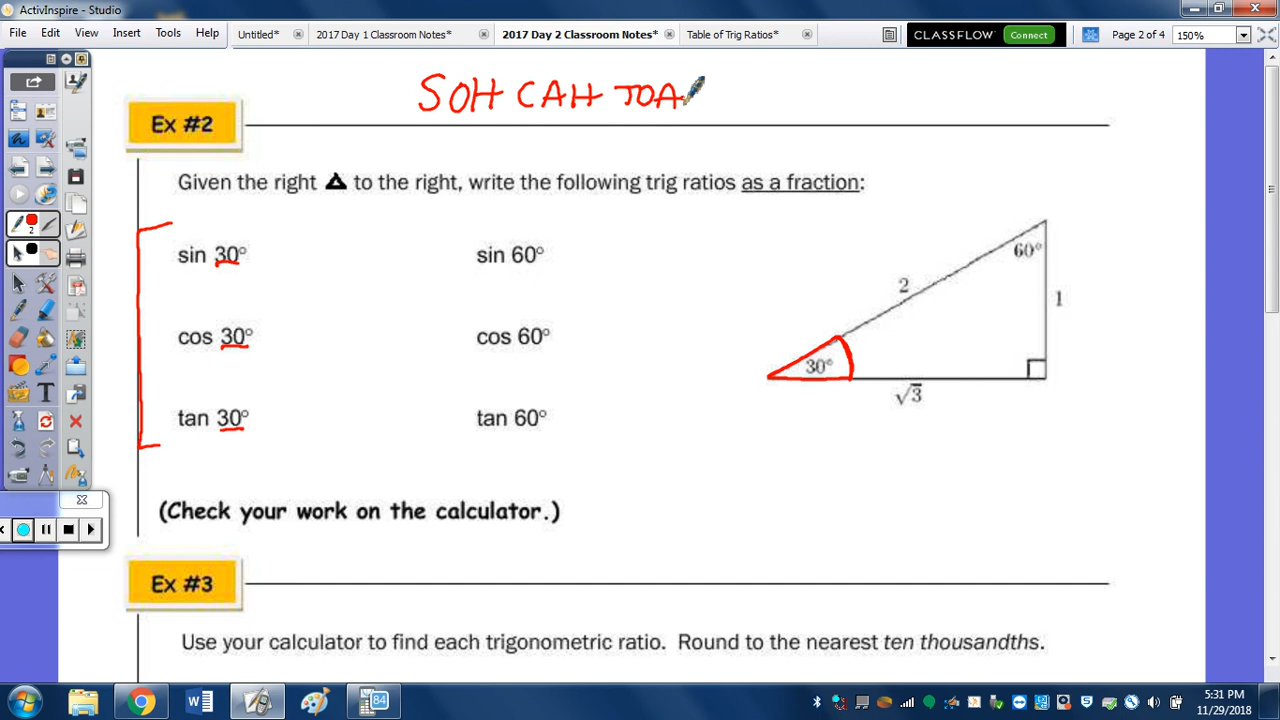 ActivInspire - Studio
File Edit View Insert Tools Help
Untitled* 2017 Day 1 Classroom Notes* 2017 Day 2 Classroom Notes* Table of Trig Ratios*
CLASSFLOW Connect
Page 2 of 4 150%
SOH CAH TOA
Ex #2
Given the right to the right, write the following trig ratios as a fraction:
sin 30° sin 60°
cos 30° cos 60°
tan 30° tan 60°
60°
2
1
30°
√3
(Check your work on the calculator.)
Ex #3
Use your calculator to find each trigonometric ratio. Round to the nearest ten thousandths.
2
T
W
84
5:31 PM
11/29/2018